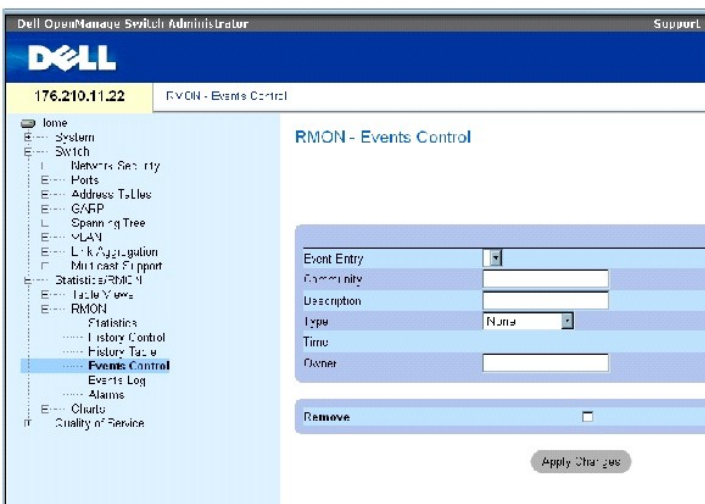 Dell OpenManage Switch Administrator Support
DELL
176.210.11.22 RMON - Events Control
Home
System
Switch
Network Security
Ports
Address Tables
GARP
Spanning Tree
VLAN
Link Aggregation
Multicast Support
Statistics/RMON
Table Views
RMON
Statistics
History Control
History Table
Events Control
Events Log
Alarms
Charts
Quality of Service
RMON - Events Control
Event Entry
Community
Description
Type None
Time
Owner
Remove
Apply Changes